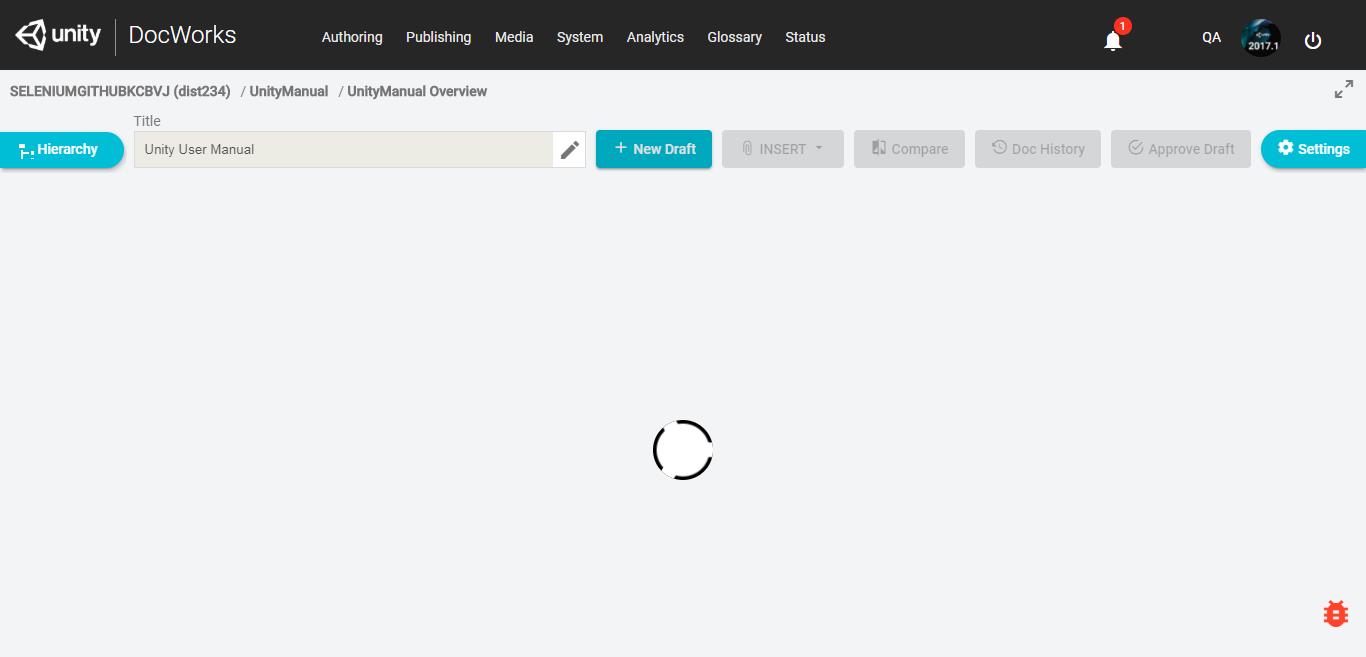 unity DocWorks Authoring Publishing Media System Analytics Glossary Status 1 QA 2017.1
SELENIUMGITHUBKCBVJ (dist234) / UnityManual / UnityManual Overview
Title
Hierarchy Unity User Manual + New Draft INSERT Compare Doc History Approve Draft Settings